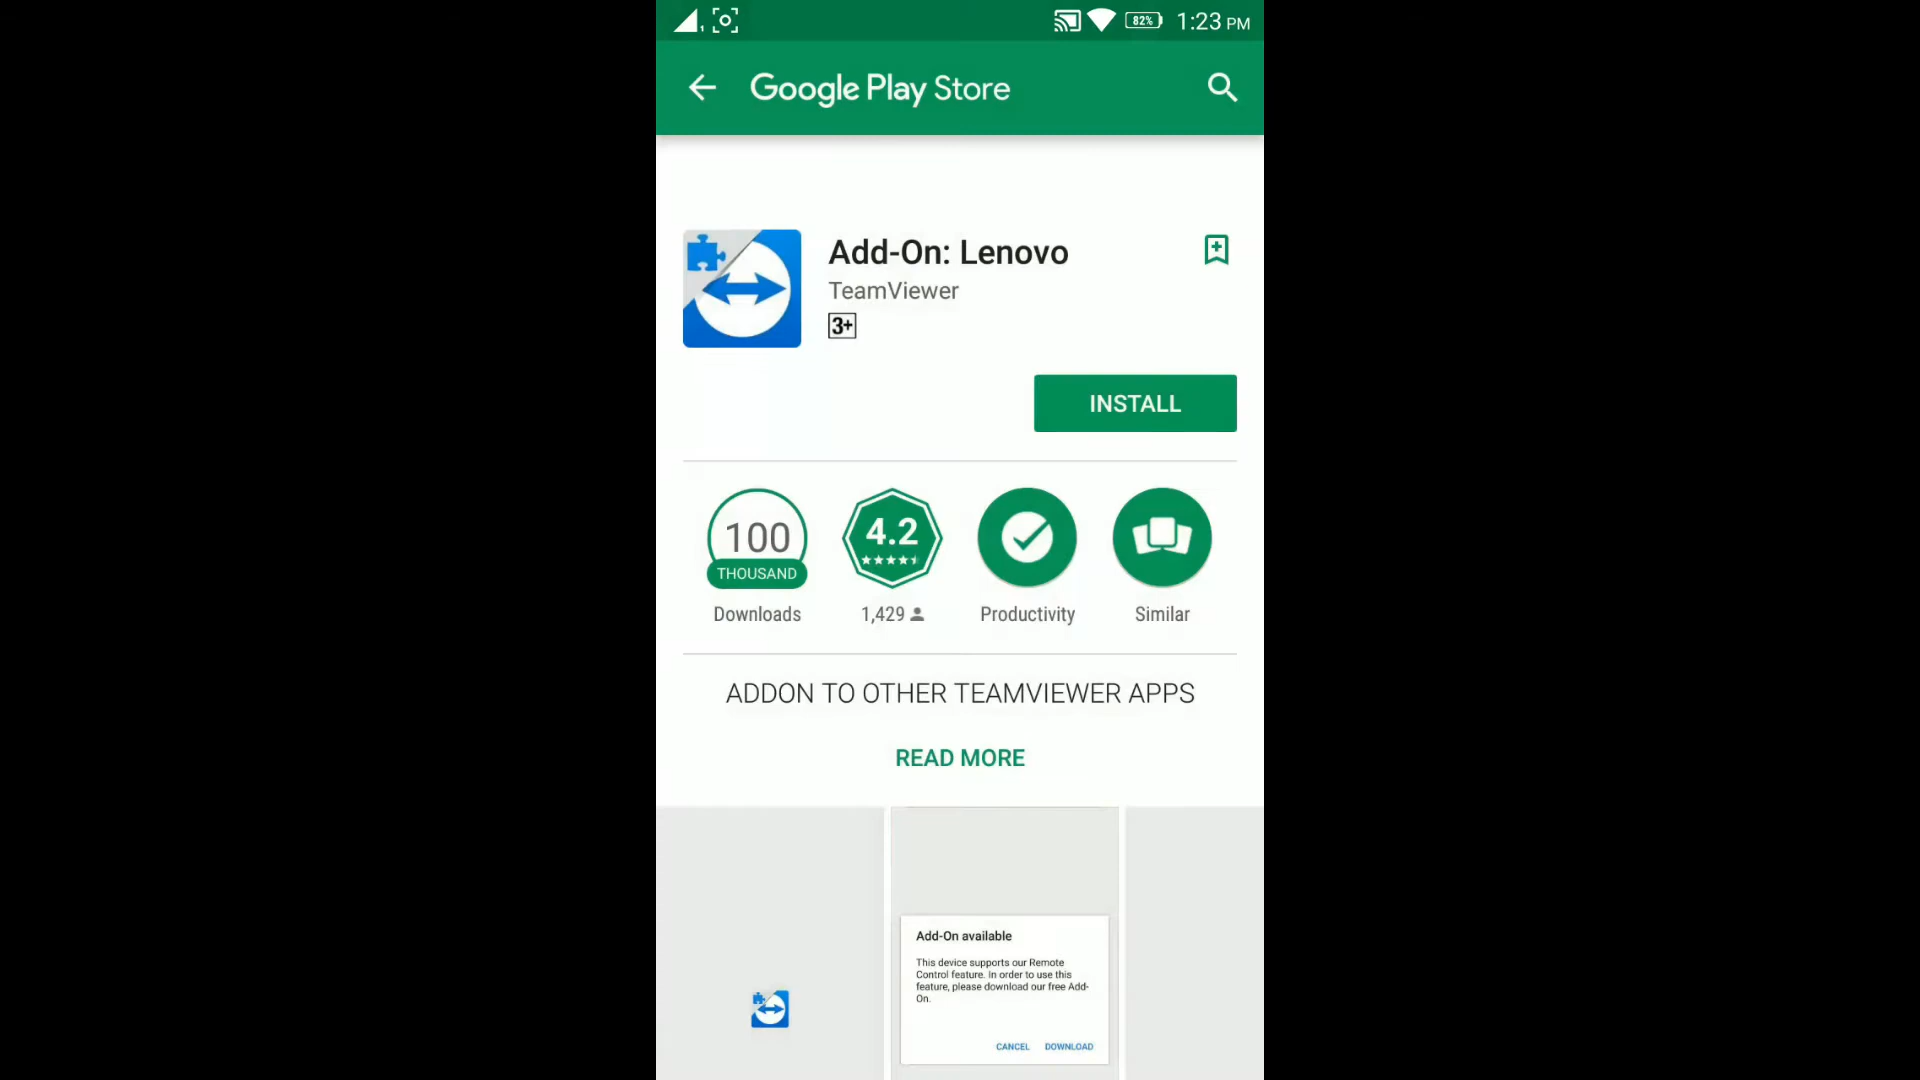 1 82% 1:23 PM
Google Play Store
Add-On: Lenovo
TeamViewer
3+
INSTALL
100 4.2
THOUSAND
Downloads 1,429 Productivity Similar
ADDON TO OTHER TEAMVIEWER APPS
READ MORE
Add-On available
This device supports our Remote
Control feature. In order to use this
feature, please download our free Add-
On.
CANCEL DOWNLOAD